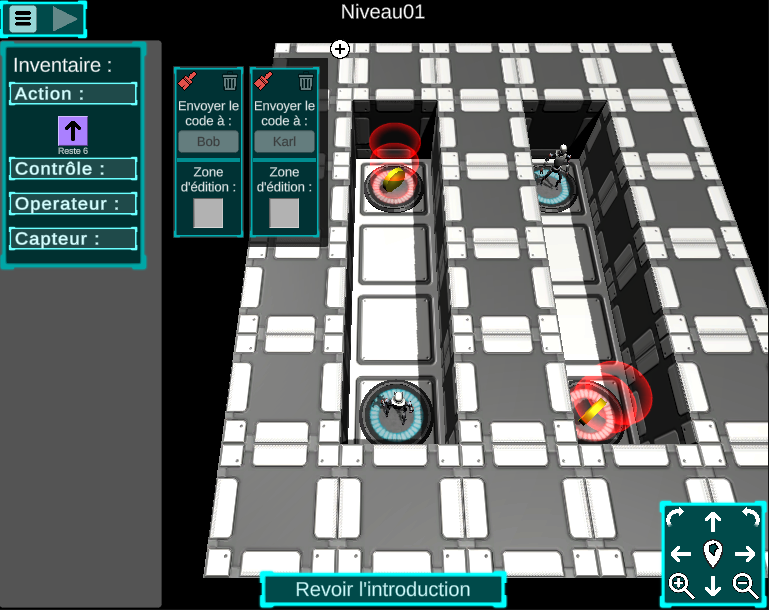 Niveau01
Inventaire :
Action :
Reste 6
Contrôle :
Operateur :
Capteur :
Envoyer le
code à :
Bob
Zone
d'édition :
Envoyer le
code à :
Karl
Zone
d'édition :
Revoir l'introduction